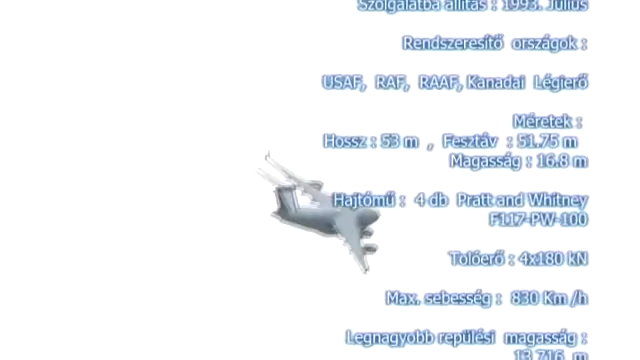 Szolgálatba állítás : 1993. Július
Rendszeresítő országok :
USAF, RAF, RAAF, Kanadai Légierő
Méretek :
Hossz : 53 m , Fesztáv : 51.75 m
Magasság : 16.8 m
Hajtómű : 4 db Pratt and Whitney
F117-PW-100
Tolóerő : 4x180 kN
Max. sebesség : 830 Km /h
Legnagyobb repülési magasság :
13,716 m